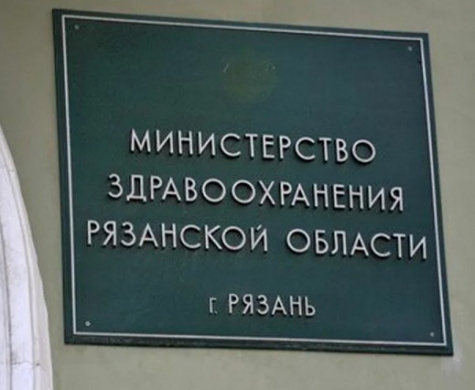 МИНИСТЕРСТВО
ЗДРАВООХРАНЕНИЯ
РЯЗАНСКОЙ ОБЛАСТИ
г. РЯЗАНЬ